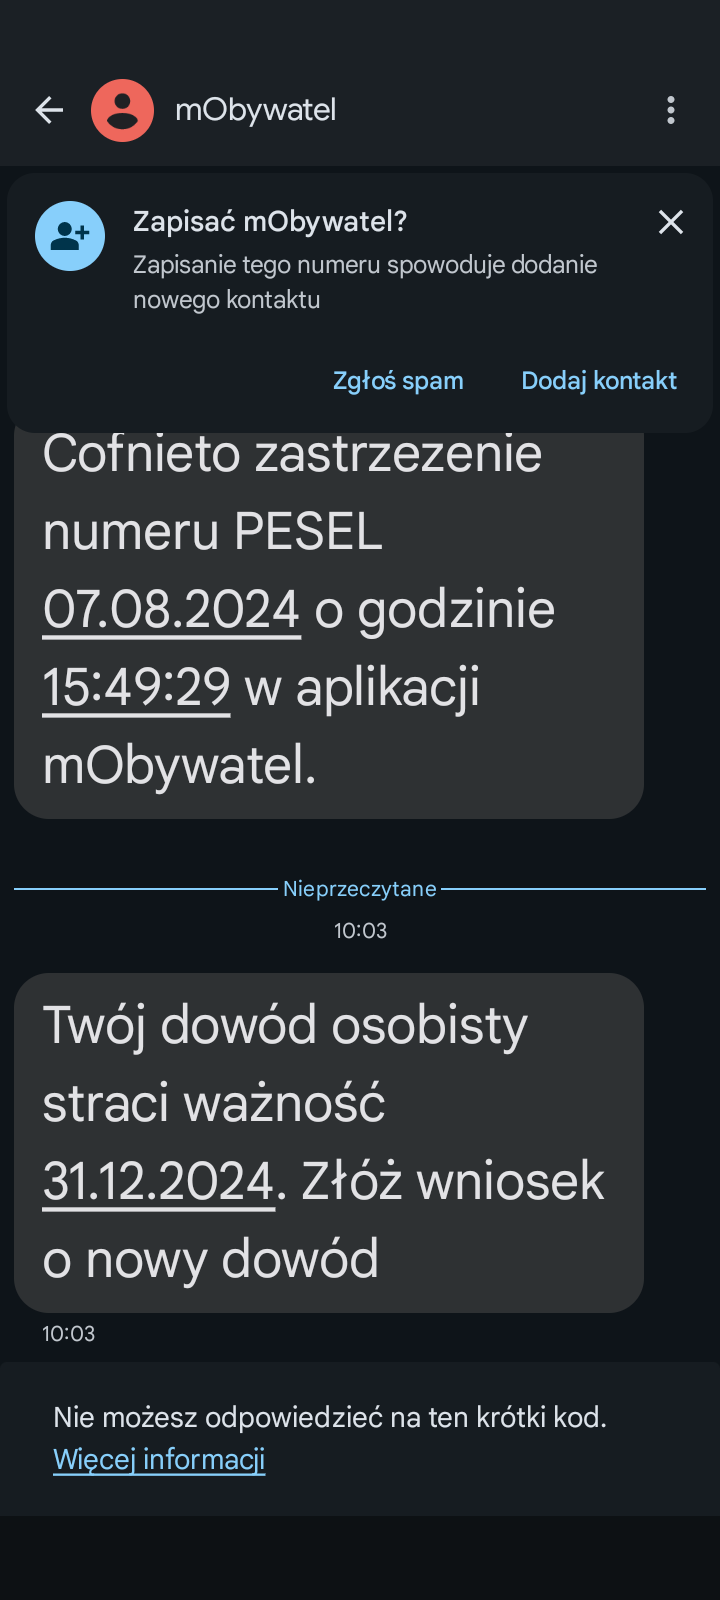 mObywatel
Zapisać mObywatel?
Zapisanie tego numeru spowoduje dodanie
nowego kontaktu
Zgłoś spam Dodaj kontakt
Cofnieto zastrzezenie
numeru PESEL
07.08.2024 o godzinie
15:49:29 w aplikacji
mObywatel.
Nieprzeczytane
10:03
Twój dowód osobisty
straci ważność
31.12.2024. Złóż wniosek
o nowy dowód
10:03
Nie możesz odpowiedzieć na ten krótki kod.
Więcej informacji